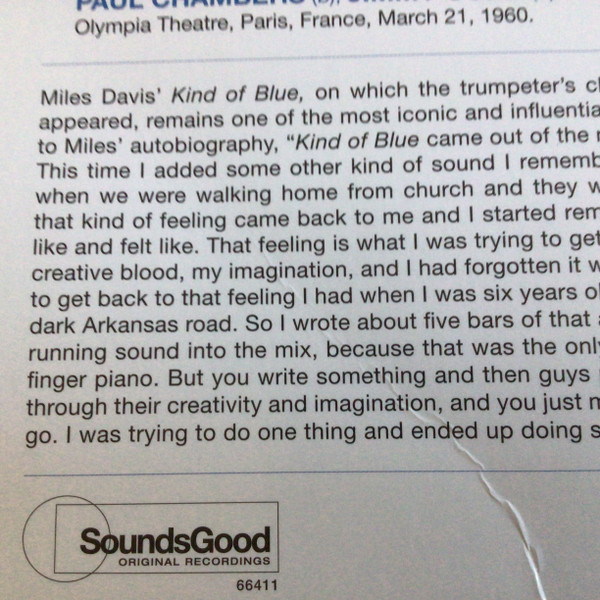 PAUL CHAMBERS (b),
Olympia Theatre, Paris, France, March 21, 1960.
Miles Davis' Kind of Blue, on which the trumpeter's
appeared, remains one of the most iconic and
to Miles' autobiography, "Kind of Blue came out of the
This time I added some other kind of sound I
when we were walking home from church and they
that kind of feeling came back to me and I started
like and felt like. That feeling is what I was trying to get
creative blood, my imagination, and I had forgotten it
to get back to that feeling I had when I was six years
dark Arkansas road. So I wrote about five bars of that
running sound into the mix, because that was the
finger piano. But you write something and then guys
through their creativity and imagination, and you just
go. I was trying to do one thing and ended up doing
SoundsGood
ORIGINAL RECORDINGS
66411